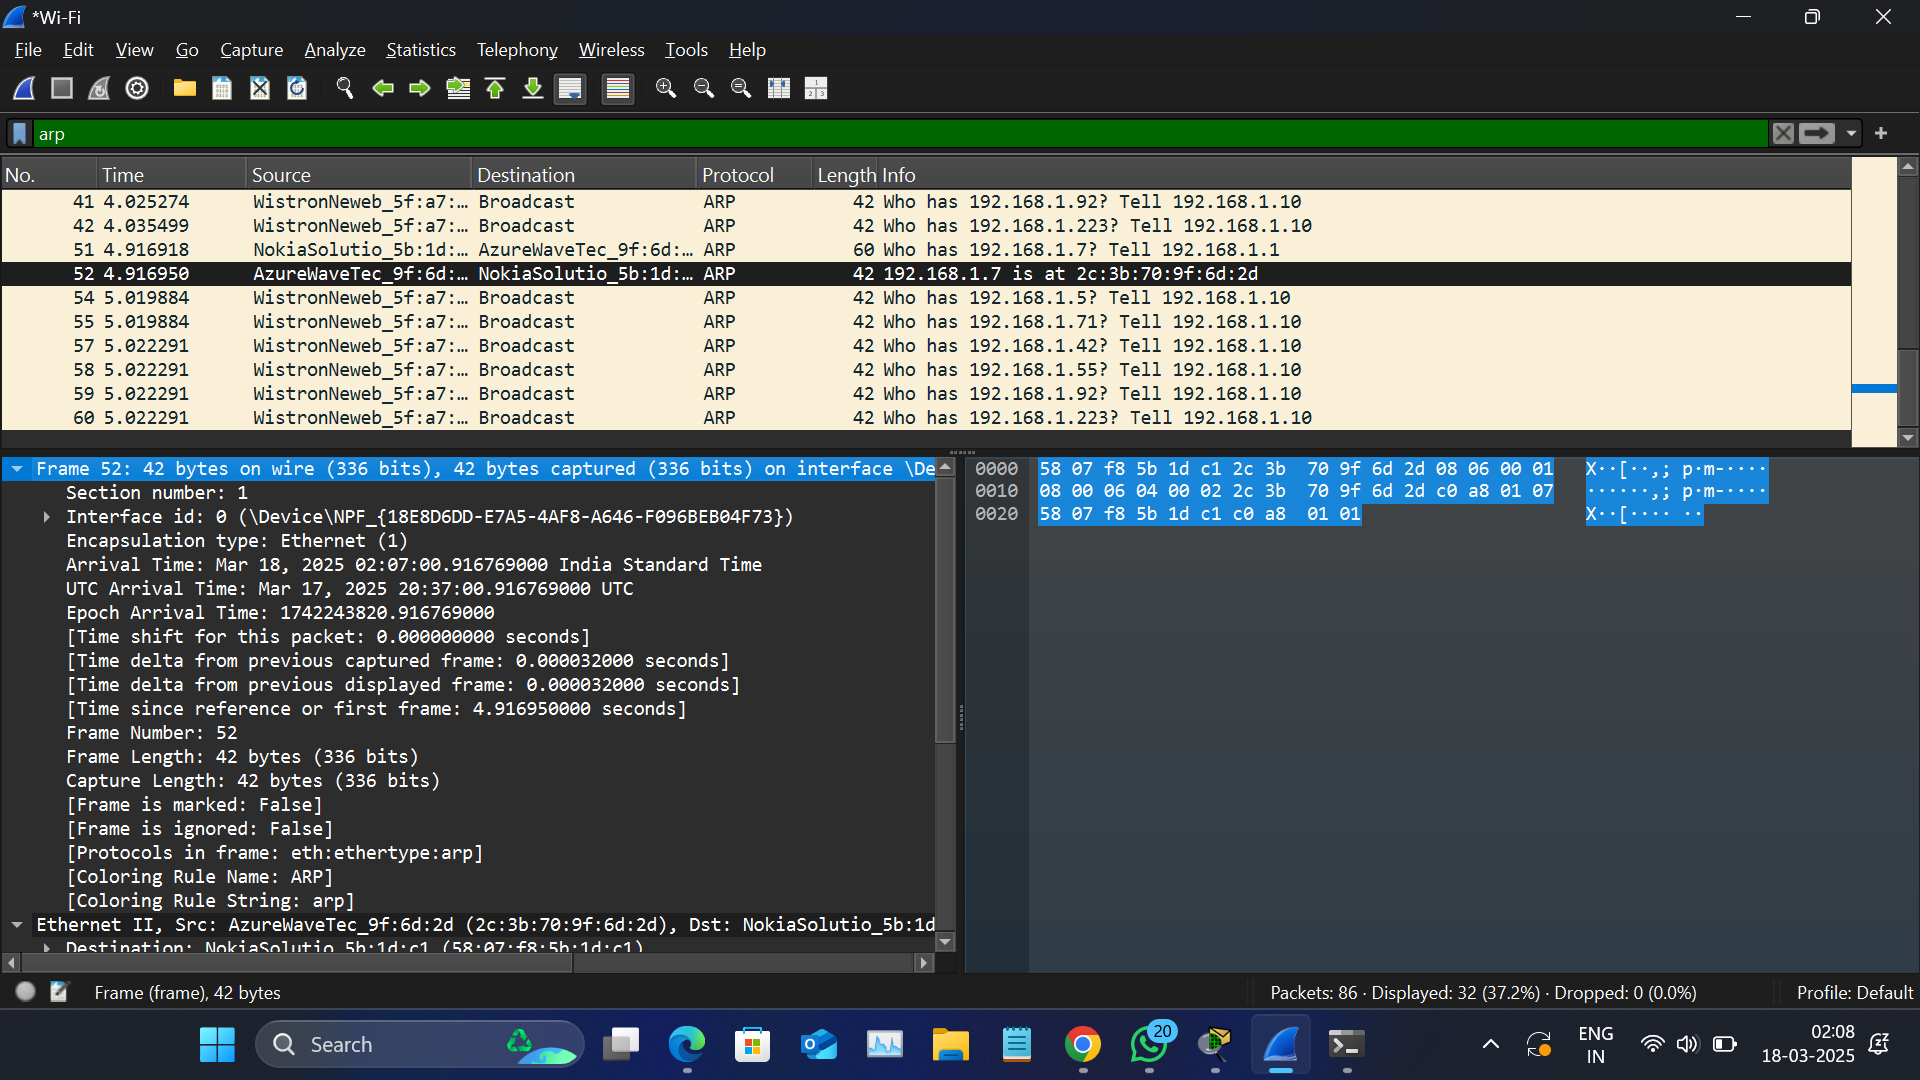 *Wi-Fi
File Edit View Go Capture Analyze Statistics Telephony Wireless Tools Help
arp
No. Time Source Destination Protocol Length Info
41 4.025274 WistronNeweb_5f:a7:… Broadcast ARP 42 Who has 192.168.1.92? Tell 192.168.1.10
42 4.035499 WistronNeweb_5f:a7:… Broadcast ARP 42 Who has 192.168.1.223? Tell 192.168.1.10
51 4.916918 NokiaSolutio_5b:1d:… AzureWaveTec_9f:6d:… ARP 60 Who has 192.168.1.7? Tell 192.168.1.1
52 4.916950 AzureWaveTec_9f:6d:… NokiaSolutio_5b:1d:… ARP 42 192.168.1.7 is at 2c:3b:70:9f:6d:2d
54 5.019884 WistronNeweb_5f:a7:… Broadcast ARP 42 Who has 192.168.1.5? Tell 192.168.1.10
55 5.019884 WistronNeweb_5f:a7:… Broadcast ARP 42 Who has 192.168.1.71? Tell 192.168.1.10
57 5.022291 WistronNeweb_5f:a7:… Broadcast ARP 42 Who has 192.168.1.42? Tell 192.168.1.10
58 5.022291 WistronNeweb_5f:a7:… Broadcast ARP 42 Who has 192.168.1.55? Tell 192.168.1.10
59 5.022291 WistronNeweb_5f:a7:… Broadcast ARP 42 Who has 192.168.1.92? Tell 192.168.1.10
60 5.022291 WistronNeweb_5f:a7:… Broadcast ARP 42 Who has 192.168.1.223? Tell 192.168.1.10
Frame 52: 42 bytes on wire (336 bits), 42 bytes captured (336 bits) on interface \De
Section number: 1
Interface id: 0 (\Device\NPF_{18E8D6DD-E7A5-4AF8-A646-F096BEB04F73})
Encapsulation type: Ethernet (1)
Arrival Time: Mar 18, 2025 02:07:00.916769000 India Standard Time
UTC Arrival Time: Mar 17, 2025 20:37:00.916769000 UTC
Epoch Arrival Time: 1742243820.916769000
[Time shift for this packet: 0.000000000 seconds]
[Time delta from previous captured frame: 0.000032000 seconds]
[Time delta from previous displayed frame: 0.000032000 seconds]
[Time since reference or first frame: 4.916950000 seconds]
Frame Number: 52
Frame Length: 42 bytes (336 bits)
Capture Length: 42 bytes (336 bits)
[Frame is marked: False]
[Frame is ignored: False]
[Protocols in frame: eth:ethertype:arp]
[Coloring Rule Name: ARP]
[Coloring Rule String: arp]
Ethernet II, Src: AzureWaveTec_9f:6d:2d (2c:3b:70:9f:6d:2d), Dst: NokiaSolutio_5b:1d
Destination: NokiaSolutio_5b:1d:c1 (58:07:f8:5b:1d:c1)
0000 58 07 f8 5b 1d c1 2c 3b 70 9f 6d 2d 08 06 00 01 X··[··,; p·m-····
0010 08 00 06 04 00 02 2c 3b 70 9f 6d 2d c0 a8 01 07 ······,; p·m-····
0020 58 07 f8 5b 1d c1 c0 a8 01 01 X··[···· ··
Frame (frame), 42 bytes
Packets: 86 · Displayed: 32 (37.2%) · Dropped: 0 (0.0%)
Profile: Default
Search
20
ENG
IN
02:08
18-03-2025